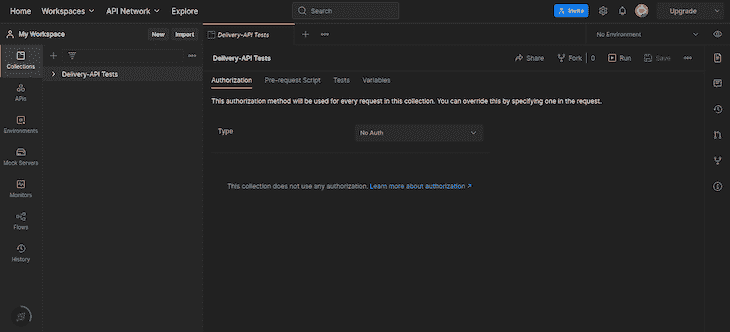 Home Workspaces API Network Explore Search Invite Upgrade
My Workspace New Import Delivery-API Tests No Environment
Collections
Delivery-API Tests
Delivery-API Tests Share Fork 0 Run Save
APIs
Authorization Pre-request Script Tests Variables
This authorization method will be used for every request in this collection. You can override this by specifying one in the request.
Environments
Type No Auth
Mock Servers
This collection does not use any authorization. Learn more about authorization ↗
Monitors
Flows
History